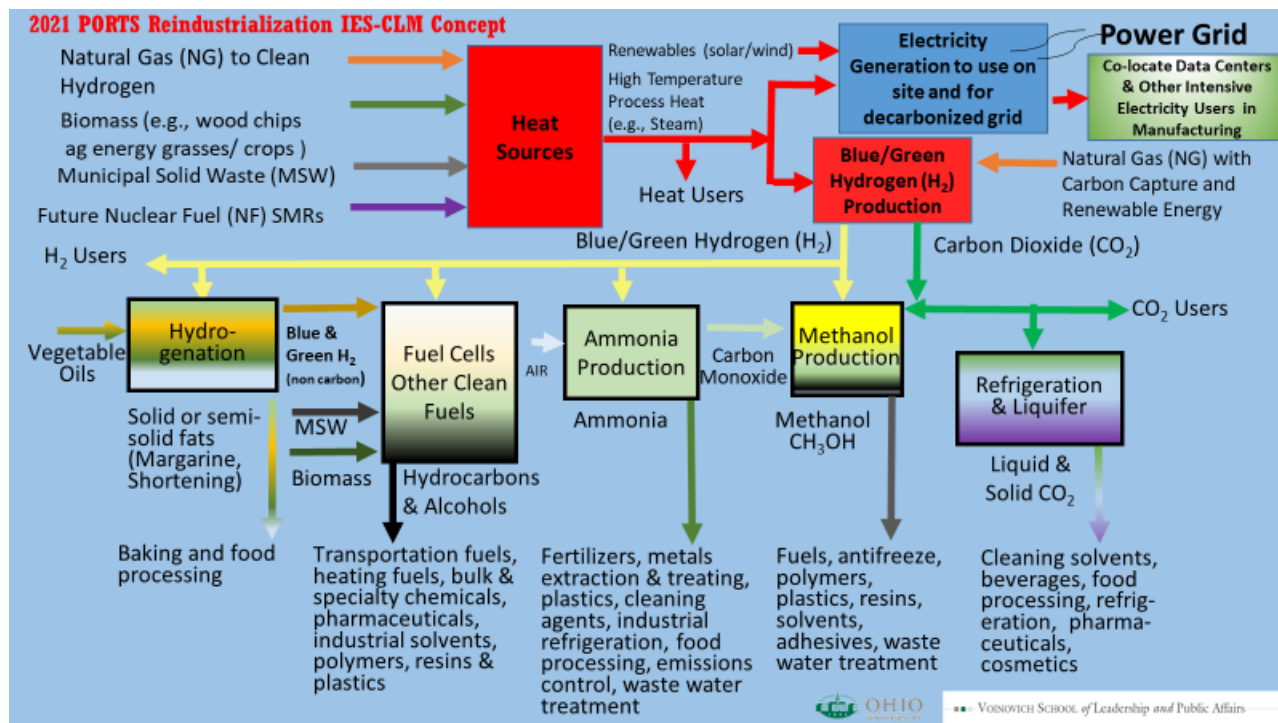 2021 PORTS Reindustrialization IES-CLM Concept
Natural Gas (NG) to Clean
Hydrogen
Biomass (e.g., wood chips
ag energy grasses/ crops )
Municipal Solid Waste (MSW)
Future Nuclear Fuel (NF) SMRs
Heat
Sources
Renewables (solar/wind)
High Temperature
Process Heat
(e.g., Steam)
Heat Users
Electricity
Generation to use on
site and for
decarbonized grid
Power Grid
Co-locate Data Centers
& Other Intensive
Electricity Users in
Manufacturing
Blue/Green
Hydrogen (H₂)
Production
Natural Gas (NG) with
Carbon Capture and
Renewable Energy
Blue/Green Hydrogen (H₂)
Carbon Dioxide (CO₂)
H₂ Users
CO₂ Users
Vegetable
Oils
Hydro-
genation
Blue &
Green H₂
(non carbon)
MSW
Biomass
Solid or semi-
solid fats
(Margarine,
Shortening)
Baking and food
processing
Fuel Cells
Other Clean
Fuels
Hydrocarbons
& Alcohols
Transportation fuels,
heating fuels, bulk &
specialty chemicals,
pharmaceuticals,
industrial solvents,
polymers, resins &
plastics
AIR
Ammonia
Production
Ammonia
Fertilizers, metals
extraction & treating,
plastics, cleaning
agents, industrial
refrigeration, food
processing, emissions
control, waste water
treatment
Carbon
Monoxide
Methanol
Production
Methanol
CH₃OH
Fuels, antifreeze,
polymers,
plastics, resins,
solvents,
adhesives, waste
water treatment
Refrigeration
& Liquifer
Liquid &
Solid CO₂
Cleaning solvents,
beverages, food
processing, refrig-
eration, pharma-
ceuticals,
cosmetics
OHIO
UNIVERSITY
VOINOVICH SCHOOL of Leadership and Public Affairs